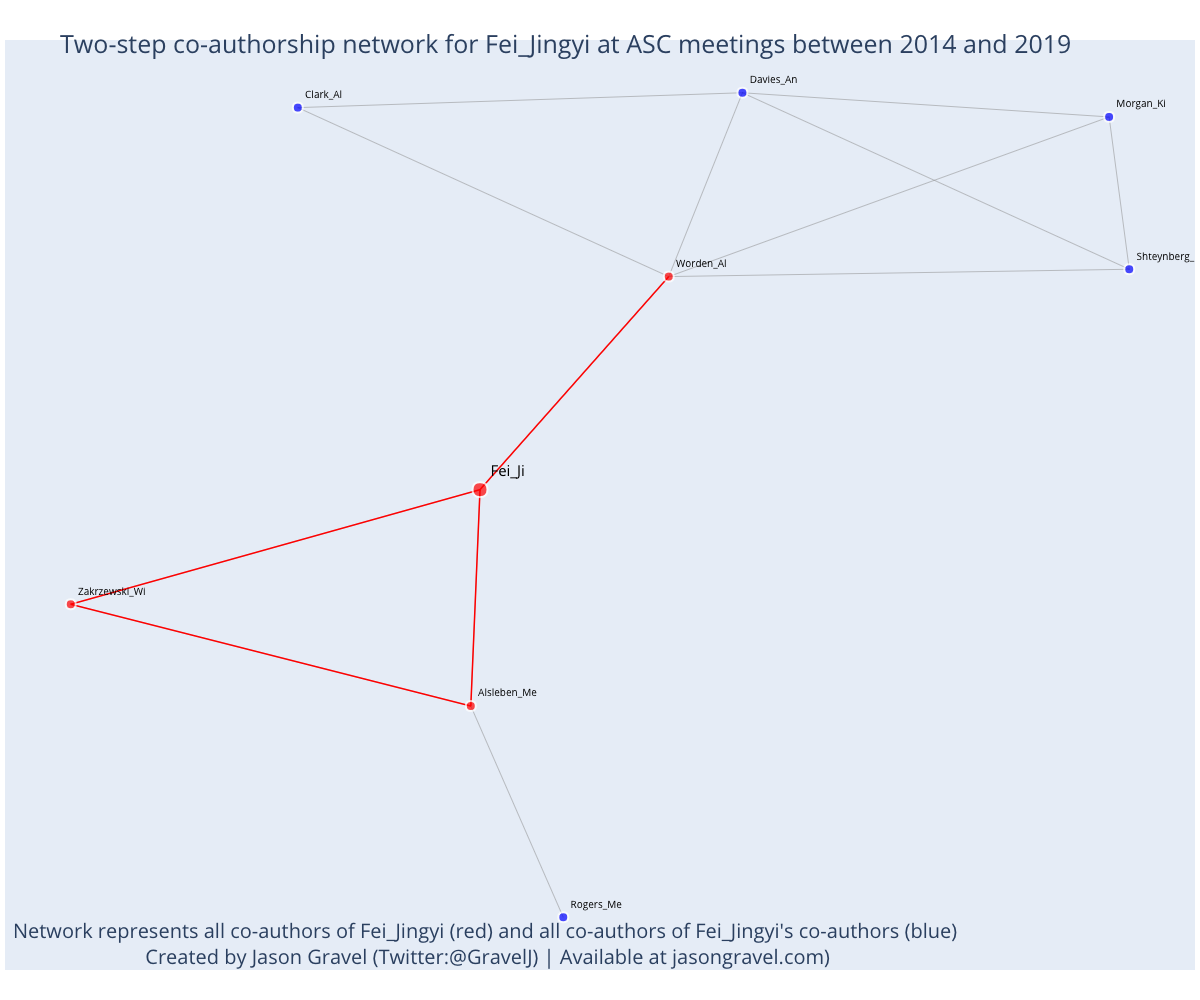 Two-step co-authorship network for Fei_Jingyi at ASC meetings between 2014 and 2019
Davies_An
Clark_Al
Morgan_Ki
Shteynberg_
Worden_Al
Fei_Ji
Zakrzewski_Wi
Alsleben_Me
Rogers_Me
Network represents all co-authors of Fei_Jingyi (red) and all co-authors of Fei_Jingyi's co-authors (blue)
Created by Jason Gravel (Twitter:@GravelJ) | Available at jasongravel.com)